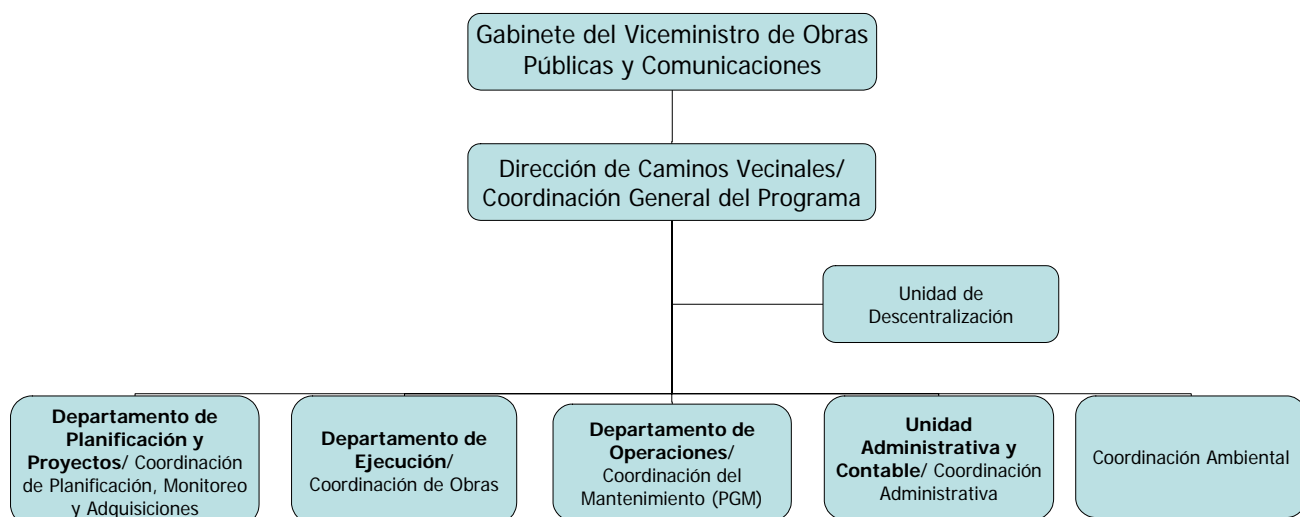 Gabinete del Viceministro de Obras
Públicas y Comunicaciones
Dirección de Caminos Vecinales/
Coordinación General del Programa
Unidad de
Descentralización
Departamento de
Planificación y
Proyectos/ Coordinación
de Planificación, Monitoreo
y Adquisiciones
Departamento de
Ejecución/
Coordinación de Obras
Departamento de
Operaciones/
Coordinación del
Mantenimiento (PGM)
Unidad
Administrativa y
Contable/ Coordinación
Administrativa
Coordinación Ambiental